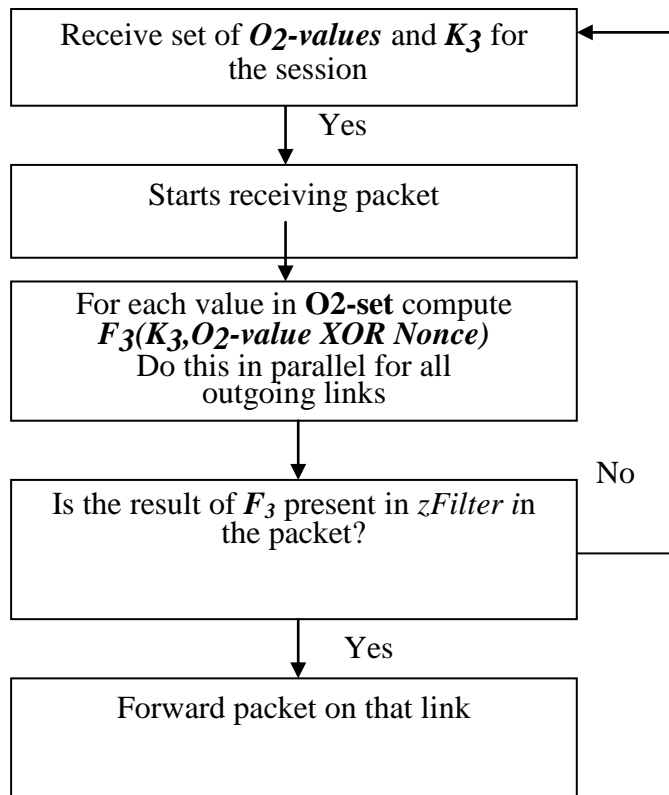 Receive set of O2-values and K3 for
the session
Yes
Starts receiving packet
For each value in O2-set compute
F3(K3,O2-value XOR Nonce)
Do this in parallel for all
outgoing links
No
Is the result of F3 present in zFilter in
the packet?
Yes
Forward packet on that link